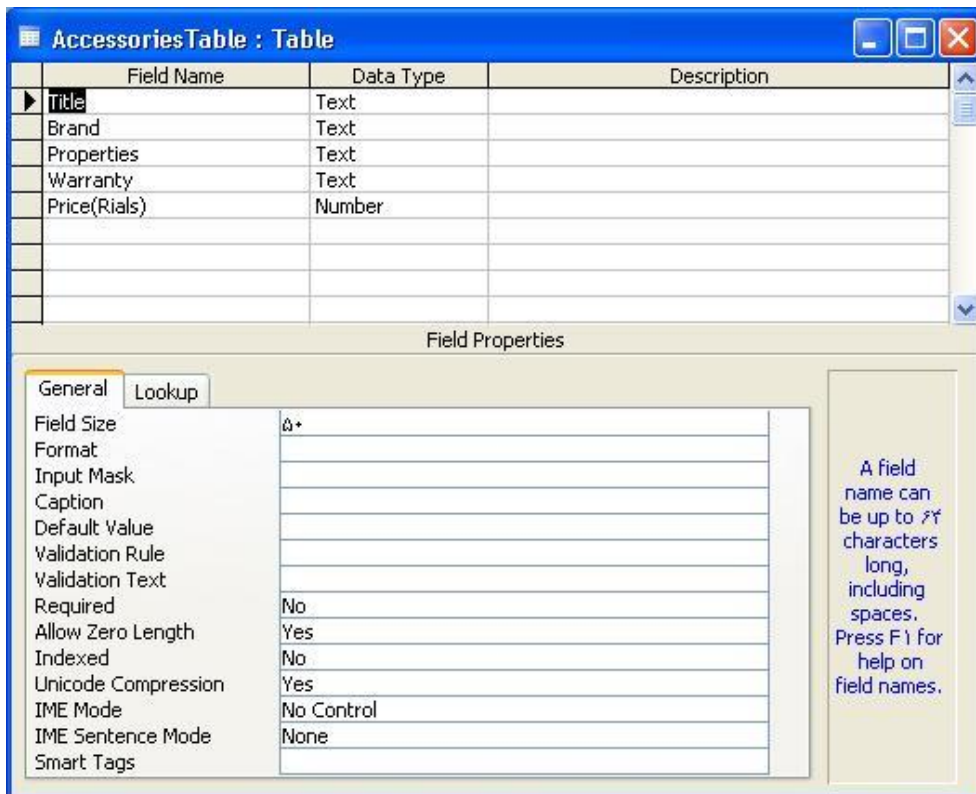 AccessoriesTable : Table
Field Name Data Type Description
Title Text
Brand Text
Properties Text
Warranty Text
Price(Rials) Number
Field Properties
General Lookup
Field Size ۵۰
Format
Input Mask
Caption
Default Value
Validation Rule
Validation Text
Required No
Allow Zero Length Yes
Indexed No
Unicode Compression Yes
IME Mode No Control
IME Sentence Mode None
Smart Tags
A field
name can
be up to ۶۴
characters
long,
including
spaces.
Press F۱ for
help on
field names.